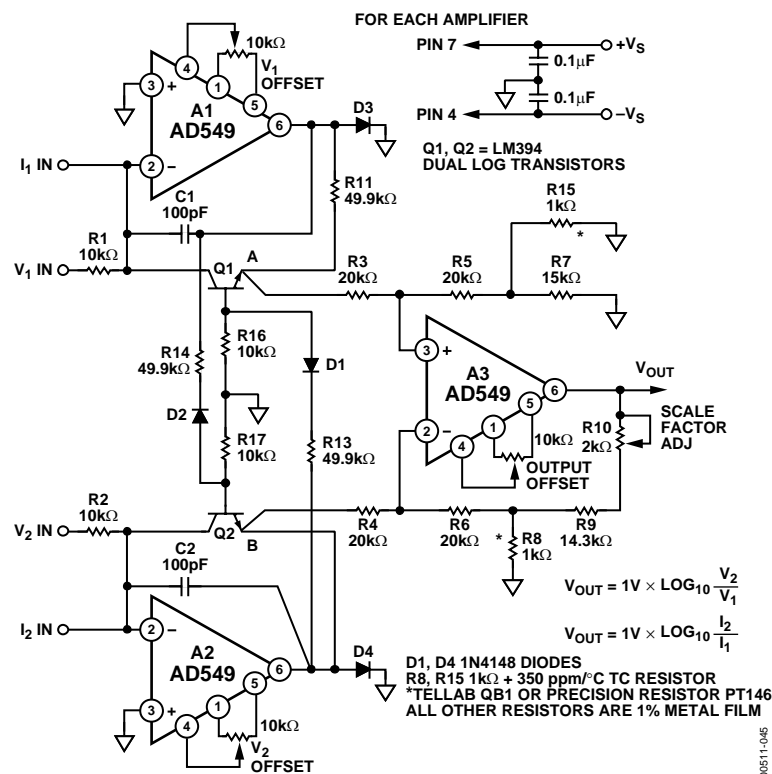 FOR EACH AMPLIFIER
PIN 7
+VS
0.1μF
0.1μF
PIN 4
–VS
Q1, Q2 = LM394
DUAL LOG TRANSISTORS
10kΩ
V1
OFFSET
4
1
5
3
+
A1
AD549
6
D3
I1 IN
2
–
R11
49.9kΩ
C1
100pF
R15
1kΩ
*
R1
10kΩ
V1 IN
Q1
A
R3
20kΩ
R5
20kΩ
R7
15kΩ
R16
10kΩ
D1
R14
49.9kΩ
3
+
A3
AD549
6
VOUT
5
D2
2
–
1
4
10kΩ
OUTPUT
OFFSET
R10
2kΩ
SCALE
FACTOR
ADJ
R17
10kΩ
R13
49.9kΩ
R2
10kΩ
V2 IN
Q2
B
R4
20kΩ
R6
20kΩ
R9
14.3kΩ
*
R8
1kΩ
C2
100pF
VOUT = 1V × LOG10 V2
V1
I2 IN
2
–
VOUT = 1V × LOG10 I2
I1
A2
AD549
6
D4
5
1
4
3
+
10kΩ
V2
OFFSET
D1, D4 1N4148 DIODES
R8, R15 1kΩ + 350 ppm/°C TC RESISTOR
*TELLAB QB1 OR PRECISION RESISTOR PT146
ALL OTHER RESISTORS ARE 1% METAL FILM